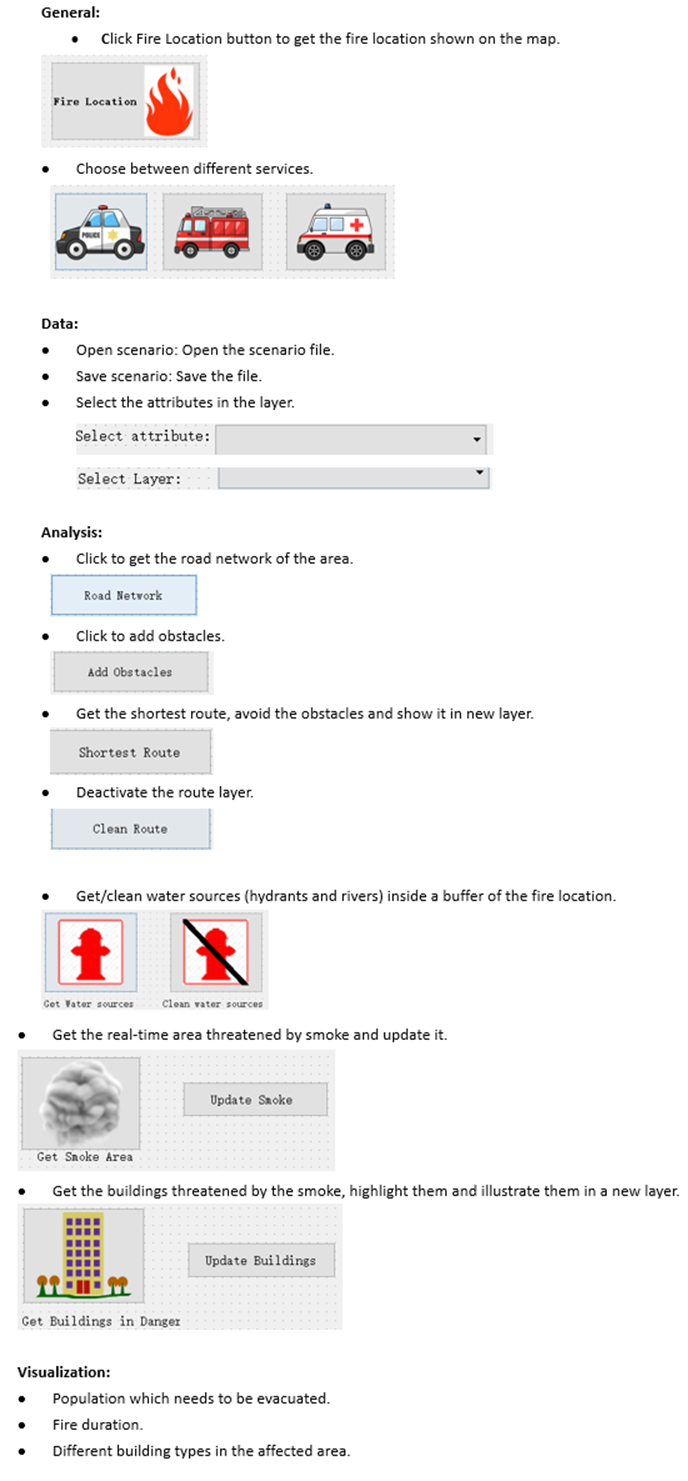 General:
• Click Fire Location button to get the fire location shown on the map.
Fire Location
• Choose between different services.
POLICE
Data:
• Open scenario: Open the scenario file.
• Save scenario: Save the file.
• Select the attributes in the layer.
Select attribute:
Select Layer:
Analysis:
• Click to get the road network of the area.
Road Network
• Click to add obstacles.
Add Obstacles
• Get the shortest route, avoid the obstacles and show it in new layer.
Shortest Route
• Deactivate the route layer.
Clean Route
• Get/clean water sources (hydrants and rivers) inside a buffer of the fire location.
Get Water sources Clean water sources
• Get the real-time area threatened by smoke and update it.
Update Smoke
Get Smoke Area
• Get the buildings threatened by the smoke, highlight them and illustrate them in a new layer.
Update Buildings
Get Buildings in Danger
Visualization:
• Population which needs to be evacuated.
• Fire duration.
• Different building types in the affected area.